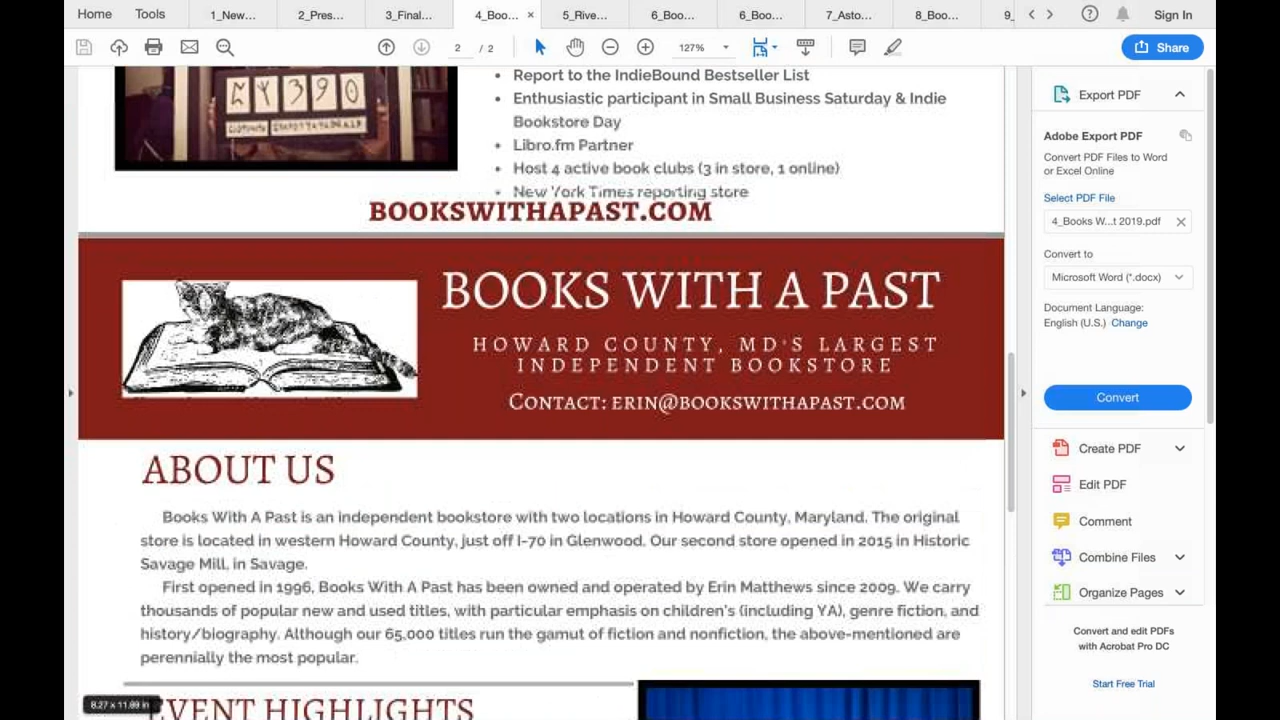 Home Tools 1_New... 2_Pres... 3_Final... 4_Boo... × 5_Rive... 6_Boo... 6_Boo... 7_Asto... 8_Boo... 9_ Sign In
2 / 2 127% Share
Report to the IndieBound Bestseller List
Enthusiastic participant in Small Business Saturday & Indie
Bookstore Day
Libro.fm Partner
Host 4 active book clubs (3 in store, 1 online)
New York Times reporting store
BOOKSWITHAPAST.COM
BOOKS WITH A PAST
HOWARD COUNTY, MD'S LARGEST
INDEPENDENT BOOKSTORE
CONTACT: ERIN@BOOKSWITHAPAST.COM
ABOUT US
Books With A Past is an independent bookstore with two locations in Howard County, Maryland. The original
store is located in western Howard County, just off I-70 in Glenwood. Our second store opened in 2015 in Historic
Savage Mill, in Savage.
First opened in 1996, Books With A Past has been owned and operated by Erin Matthews since 2009. We carry
thousands of popular new and used titles, with particular emphasis on children's (including YA), genre fiction, and
history/biography. Although our 65,000 titles run the gamut of fiction and nonfiction, the above-mentioned are
perennially the most popular.
EVENT HIGHLIGHTS
8.27 x 11.69 in
Export PDF
Adobe Export PDF
Convert PDF Files to Word
or Excel Online
Select PDF File
4_Books W...t 2019.pdf
Convert to
Microsoft Word (*.docx)
Document Language:
English (U.S.) Change
Convert
Create PDF
Edit PDF
Comment
Combine Files
Organize Pages
Convert and edit PDFs
with Acrobat Pro DC
Start Free Trial